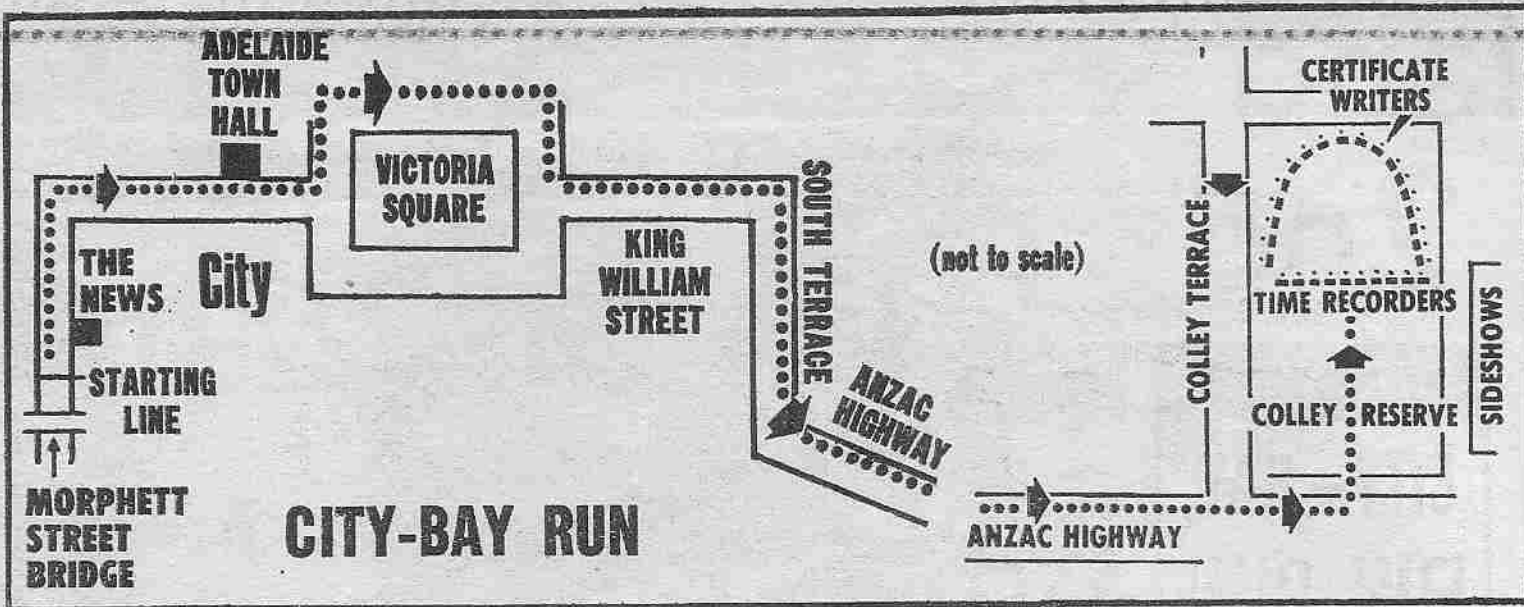 ADELAIDE
TOWN
HALL
VICTORIA
SQUARE
THE
NEWS
City
STARTING
LINE
MORPHETT
STREET
BRIDGE
CITY-BAY RUN
KING
WILLIAM
STREET
SOUTH TERRACE
ANZAC
HIGHWAY
(not to scale)
ANZAC HIGHWAY
COLLEY TERRACE
CERTIFICATE
WRITERS
TIME RECORDERS
COLLEY RESERVE
SIDESHOWS